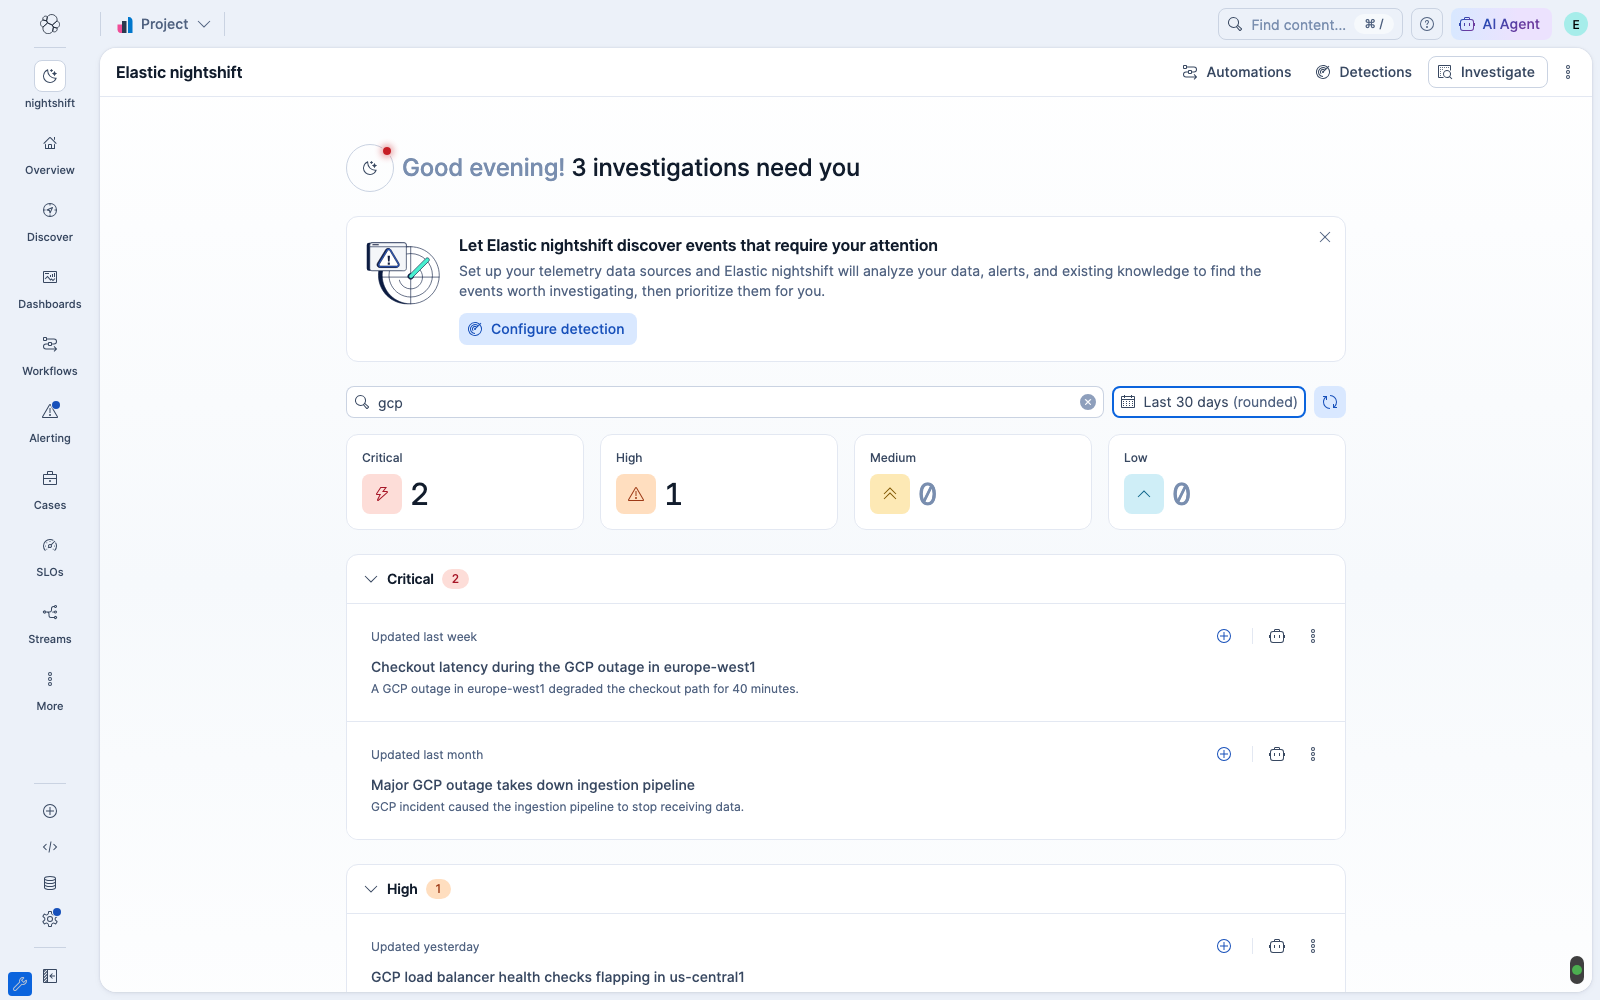 Project
Find content...
⌘ /
AI Agent
E
nightshift
Overview
Discover
Dashboards
Workflows
Alerting
Cases
SLOs
Streams
More
Elastic nightshift
Automations
Detections
Investigate
Good evening! 3 investigations need you
Let Elastic nightshift discover events that require your attention
Set up your telemetry data sources and Elastic nightshift will analyze your data, alerts, and existing knowledge to find the
events worth investigating, then prioritize them for you.
Configure detection
gcp
Last 30 days (rounded)
Critical
2
High
1
Medium
0
Low
0
Critical 2
Updated last week
Checkout latency during the GCP outage in europe-west1
A GCP outage in europe-west1 degraded the checkout path for 40 minutes.
Updated last month
Major GCP outage takes down ingestion pipeline
GCP incident caused the ingestion pipeline to stop receiving data.
High 1
Updated yesterday
GCP load balancer health checks flapping in us-central1